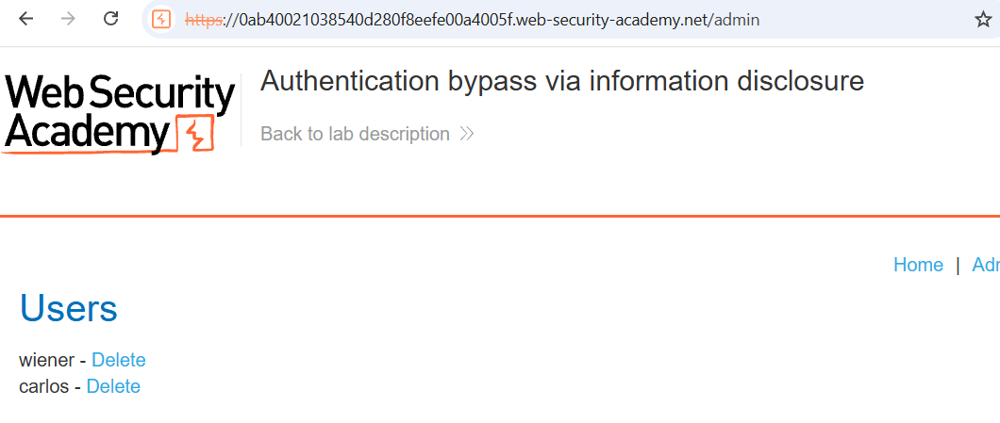 https://0ab40021038540d280f8eefe00a4005f.web-security-academy.net/admin
Web Security
Academy
Authentication bypass via information disclosure
Back to lab description
Home | Adr
Users
wiener - Delete
carlos - Delete